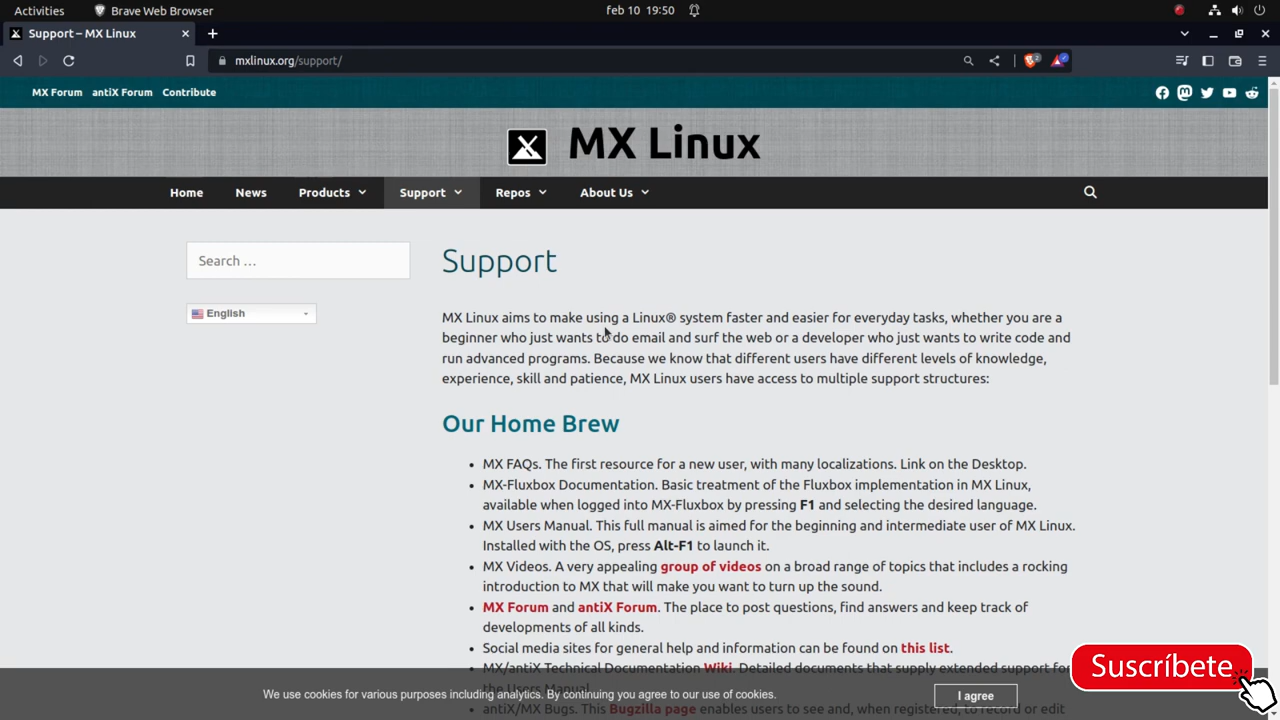 Activities Brave Web Browser feb 10 19:50
Support – MX Linux
mxlinux.org/support/
MX Forum antiX Forum Contribute
MX Linux
Home News Products Support Repos About Us
Search …
English
Support
MX Linux aims to make using a Linux® system faster and easier for everyday tasks, whether you are a
beginner who just wants to do email and surf the web or a developer who just wants to write code and
run advanced programs. Because we know that different users have different levels of knowledge,
experience, skill and patience, MX Linux users have access to multiple support structures:
Our Home Brew
• MX FAQs. The first resource for a new user, with many localizations. Link on the Desktop.
• MX-Fluxbox Documentation. Basic treatment of the Fluxbox implementation in MX Linux,
available when logged into MX-Fluxbox by pressing F1 and selecting the desired language.
• MX Users Manual. This full manual is aimed for the beginning and intermediate user of MX Linux.
Installed with the OS, press Alt-F1 to launch it.
• MX Videos. A very appealing group of videos on a broad range of topics that includes a rocking
introduction to MX that will make you want to turn up the sound.
• MX Forum and antiX Forum. The place to post questions, find answers and keep track of
developments of all kinds.
• Social media sites for general help and information can be found on this list.
• MX/antiX Technical Documentation Wiki. Detailed documents that supply extended support for
the Users Manual.
• antiX/MX Bugs. This Bugzilla page enables users to see and, when registered, to record or edit
We use cookies for various purposes including analytics. By continuing you agree to our use of cookies.
I agree
Suscríbete